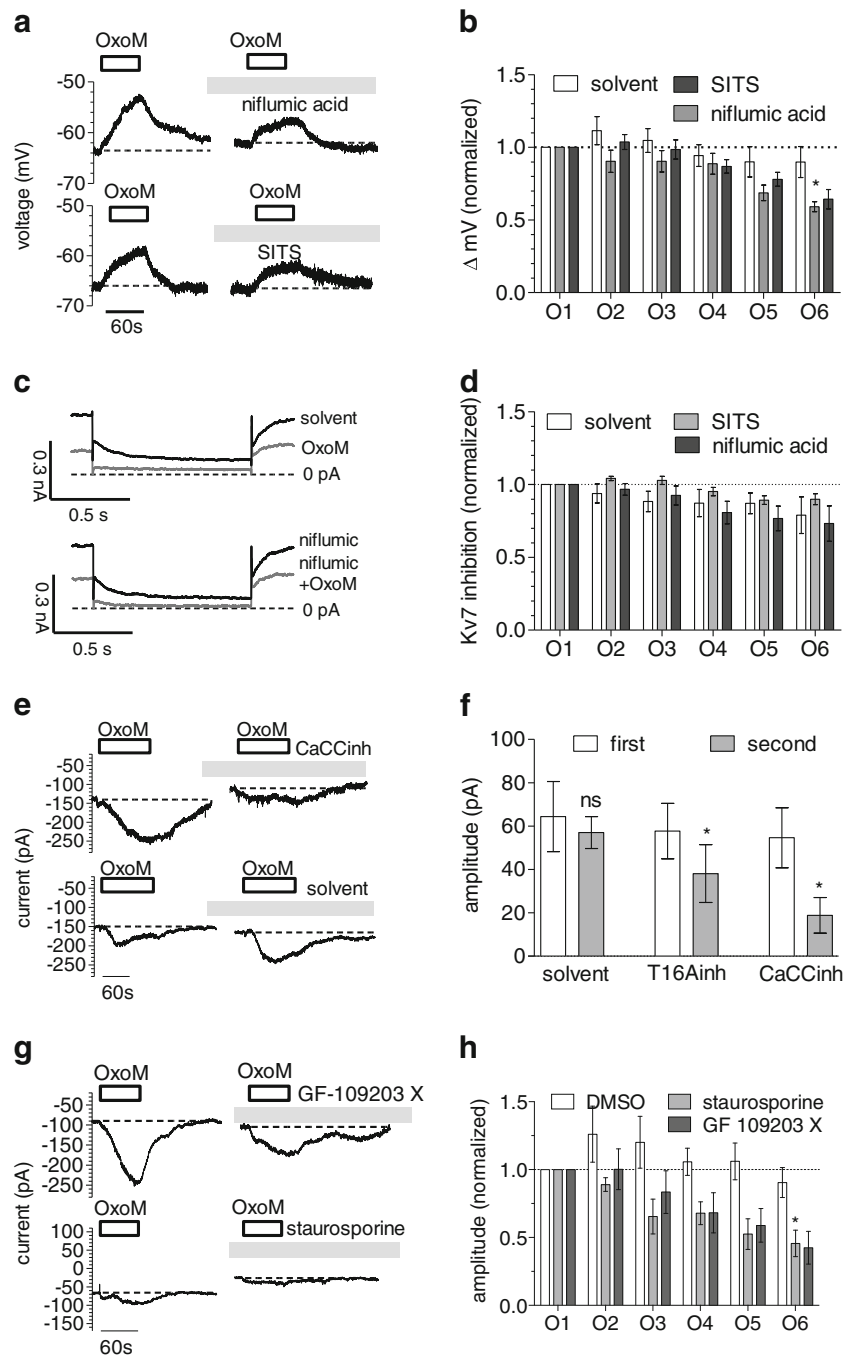 a
OxoM
OxoM
-50
-60
-70
niflumic acid
voltage (mV)
OxoM
OxoM
-50
-60
-70
SITS
60s
b
1.5
1.0
0.5
0.0
Δ mV (normalized)
solvent
SITS
niflumic acid
*
O1 O2 O3 O4 O5 O6
c
solvent
OxoM
0 pA
0.3 nA
0.5 s
niflumic
niflumic
+OxoM
0 pA
0.3 nA
0.5 s
d
1.5
1.0
0.5
0.0
Kv7 inhibition (normalized)
solvent
SITS
niflumic acid
O1 O2 O3 O4 O5 O6
e
OxoM
OxoM
CaCCinh
-50
-100
-150
-200
-250
current (pA)
OxoM
OxoM
solvent
-50
-100
-150
-200
-250
60s
f
100
80
60
40
20
0
amplitude (pA)
first
second
ns
*
*
solvent T16Ainh CaCCinh
g
OxoM
OxoM
GF-109203 X
-50
-100
-150
-200
-250
current (pA)
OxoM
OxoM
staurosporine
100
50
0
-50
-100
-150
60s
h
1.5
1.0
0.5
0.0
amplitude (normalized)
DMSO
staurosporine
GF 109203 X
*
O1 O2 O3 O4 O5 O6